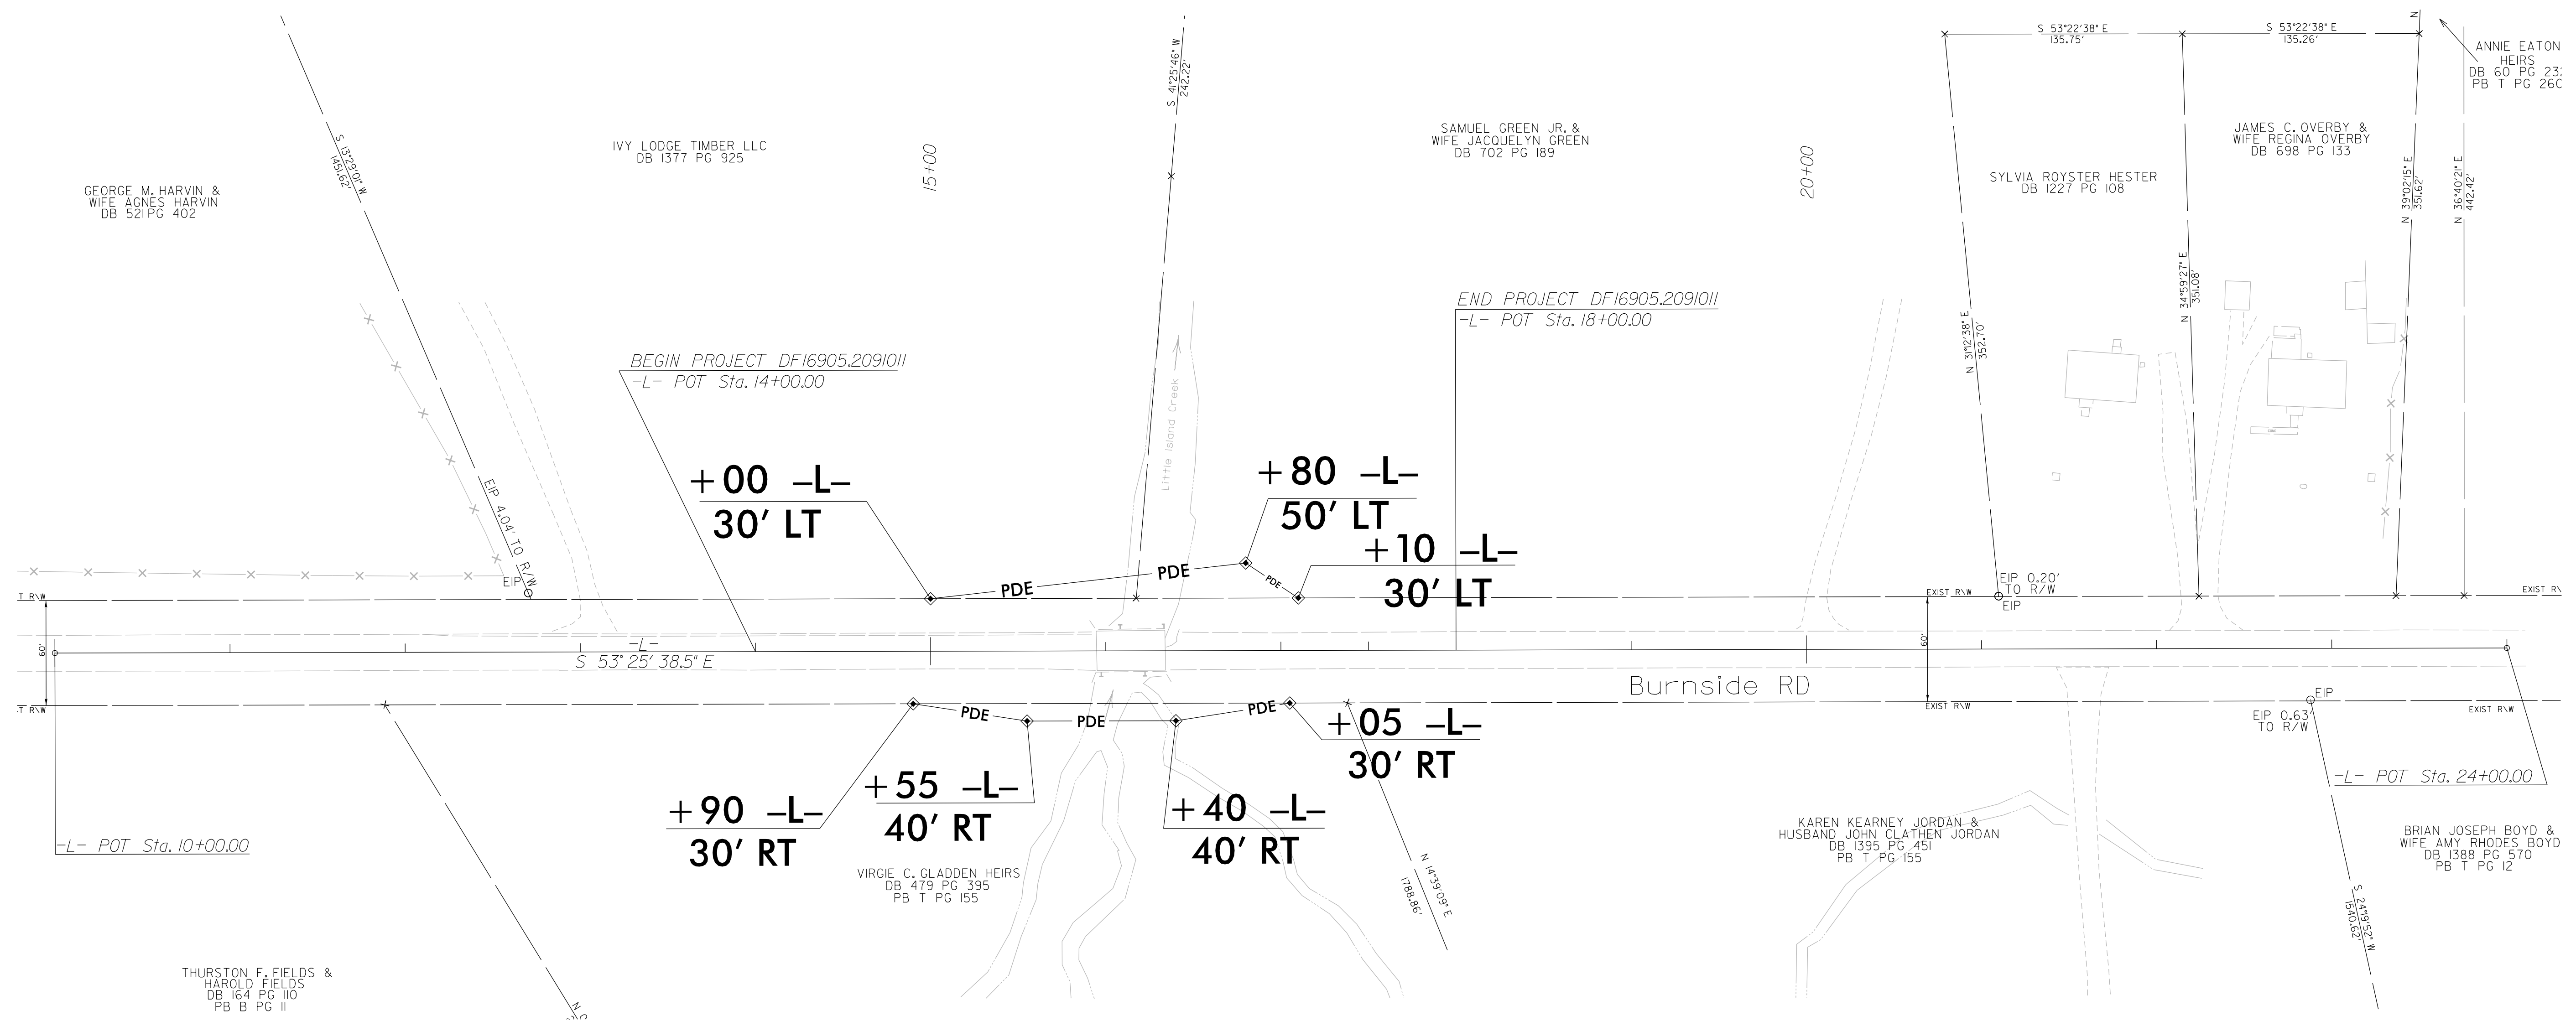 S 53°22'38" E
135.75'
S 53°22'38" E
135.26'
N
ANNIE EATON
HEIRS
DB 60 PG 232
PB T PG 260
S 41°25'46" W
242.22'
S 13°29'01" W
1451.62'
GEORGE M. HARVIN &
WIFE AGNES HARVIN
DB 521 PG 402
IVY LODGE TIMBER LLC
DB 1377 PG 925
15+00
SAMUEL GREEN JR. &
WIFE JACQUELYN GREEN
DB 702 PG 189
20+00
SYLVIA ROYSTER HESTER
DB 1227 PG 108
JAMES C. OVERBY &
WIFE REGINA OVERBY
DB 698 PG 133
N 39°02'15" E
351.62'
N 36°40'21" E
442.42'
N 34°59'27" E
351.08'
N 31°12'38" E
352.70'
BEGIN PROJECT DF16905.2091011
-L- POT Sta. 14+00.00
END PROJECT DF16905.2091011
-L- POT Sta. 18+00.00
Little Island Creek
+00 -L-
30' LT
+80 -L-
50' LT
+10 -L-
30' LT
EIP 4.04' TO R/W
EIP
PDE
PDE
PDE
EXIST R\W
EIP 0.20'
TO R/W
EIP
T R\W
60'
-L-
S 53° 25' 38.5" E
60'
Burnside RD
T R\W
PDE
PDE
PDE
EXIST R\W
EIP
EIP 0.63'
TO R/W
EXIST R\W
+90 -L-
30' RT
+55 -L-
40' RT
+40 -L-
40' RT
+05 -L-
30' RT
-L- POT Sta. 10+00.00
-L- POT Sta. 24+00.00
VIRGIE C. GLADDEN HEIRS
DB 479 PG 395
PB T PG 155
N 14°39'09" E
1788.86'
KAREN KEARNEY JORDAN &
HUSBAND JOHN CLATHEN JORDAN
DB 1395 PG 451
PB T PG 155
BRIAN JOSEPH BOYD &
WIFE AMY RHODES BOYD
DB 1388 PG 570
PB T PG 12
S 24°19'52" W
1540.62'
THURSTON F. FIELDS &
HAROLD FIELDS
DB 164 PG 110
PB B PG 11